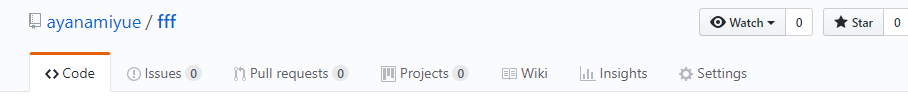 ayanamiyue / fff Watch 0 Star 0
Code Issues 0 Pull requests 0 Projects 0 Wiki Insights Settings